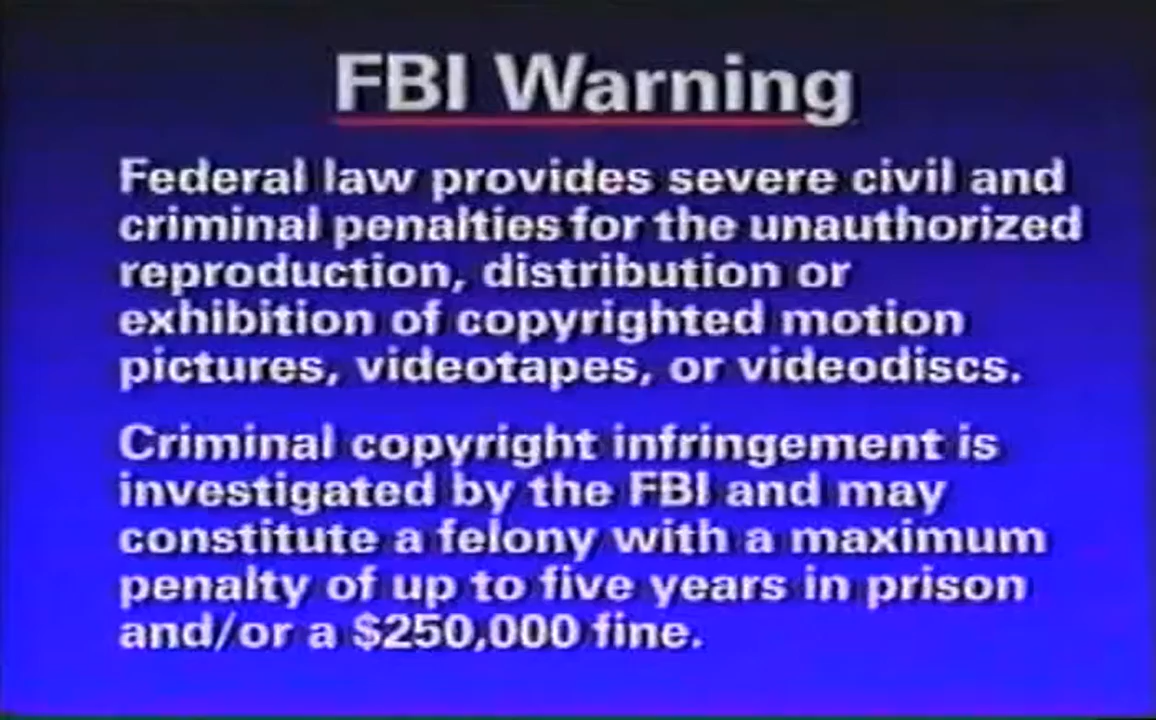 FBI Warning
Federal law provides severe civil and
criminal penalties for the unauthorized
reproduction, distribution or
exhibition of copyrighted motion
pictures, videotapes, or videodiscs.
Criminal copyright infringement is
investigated by the FBI and may
constitute a felony with a maximum
penalty of up to five years in prison
and/or a $250,000 fine.